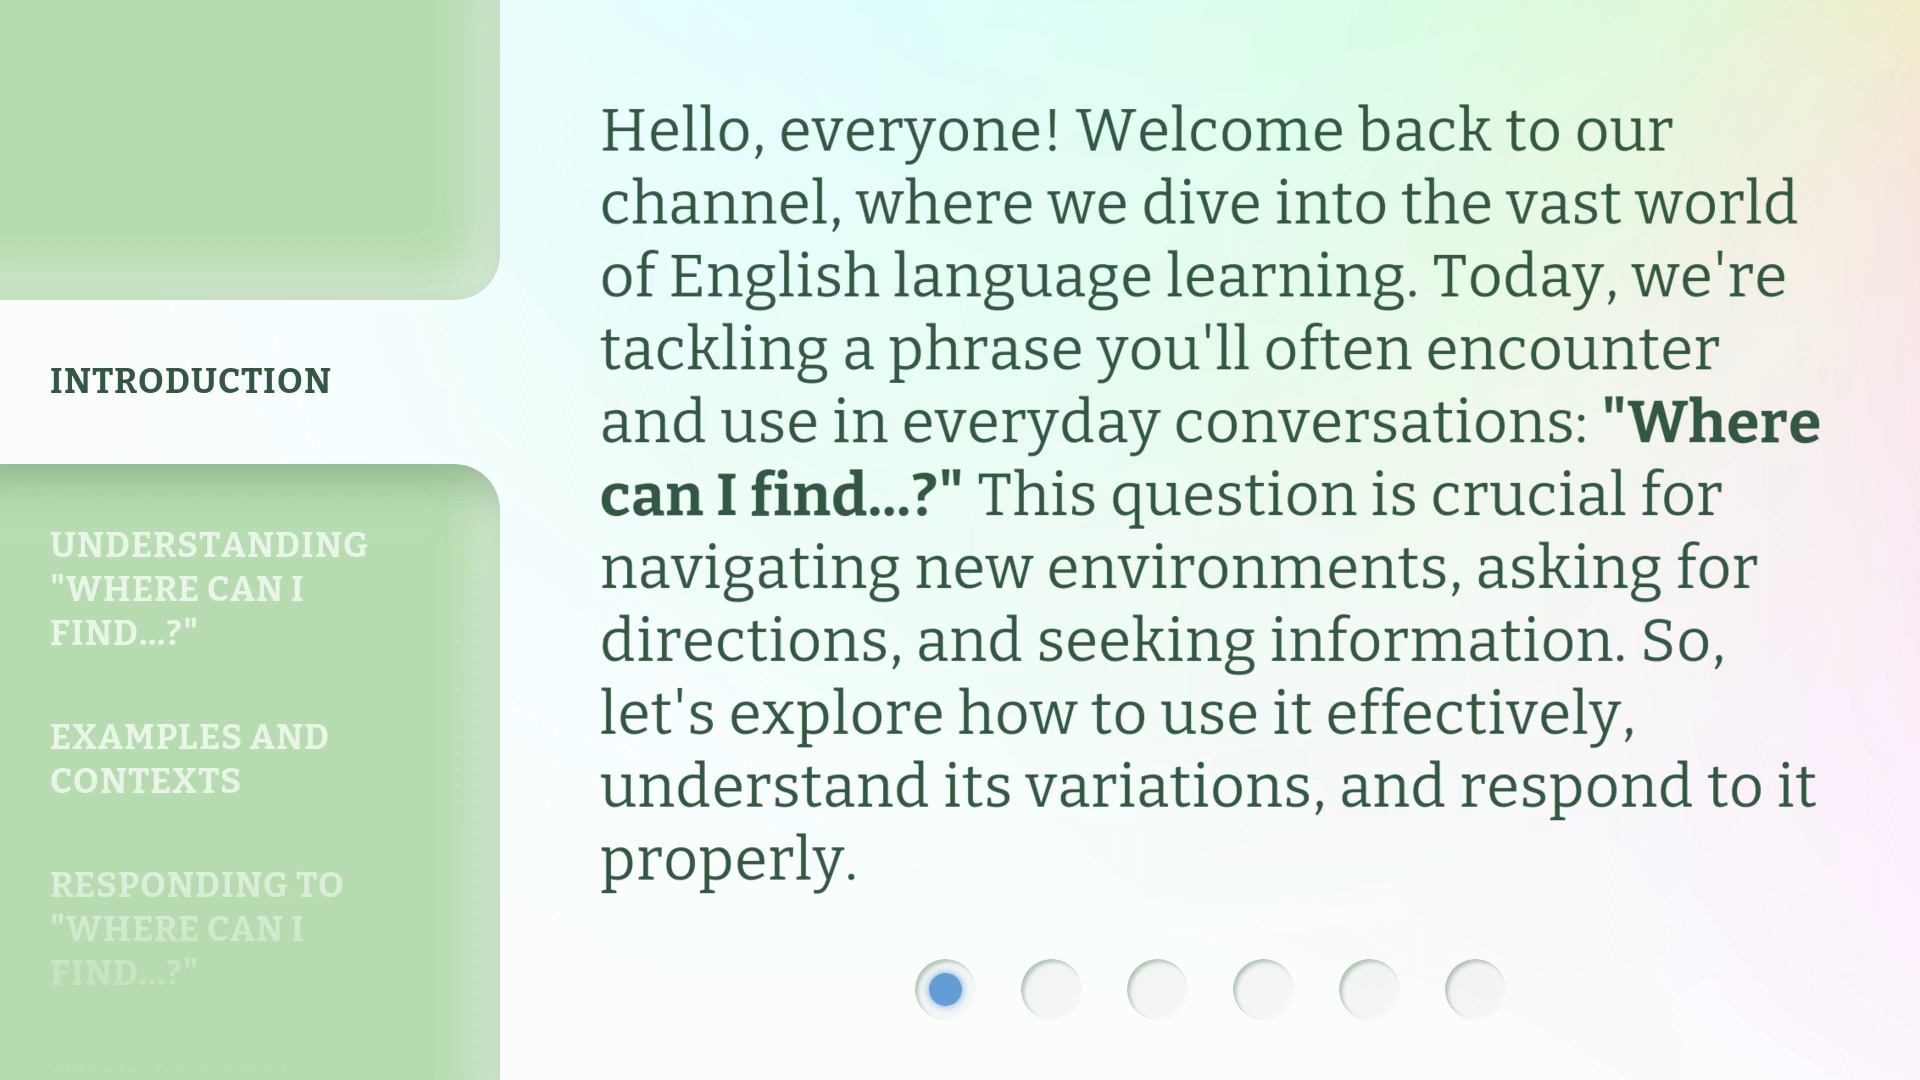 INTRODUCTION
UNDERSTANDING
"WHERE CAN I
FIND...?"
EXAMPLES AND
CONTEXTS
RESPONDING TO
"WHERE CAN I
FIND...?"
Hello, everyone! Welcome back to our
channel, where we dive into the vast world
of English language learning. Today, we're
tackling a phrase you'll often encounter
and use in everyday conversations: "Where
can I find...?" This question is crucial for
navigating new environments, asking for
directions, and seeking information. So,
let's explore how to use it effectively,
understand its variations, and respond to it
properly.